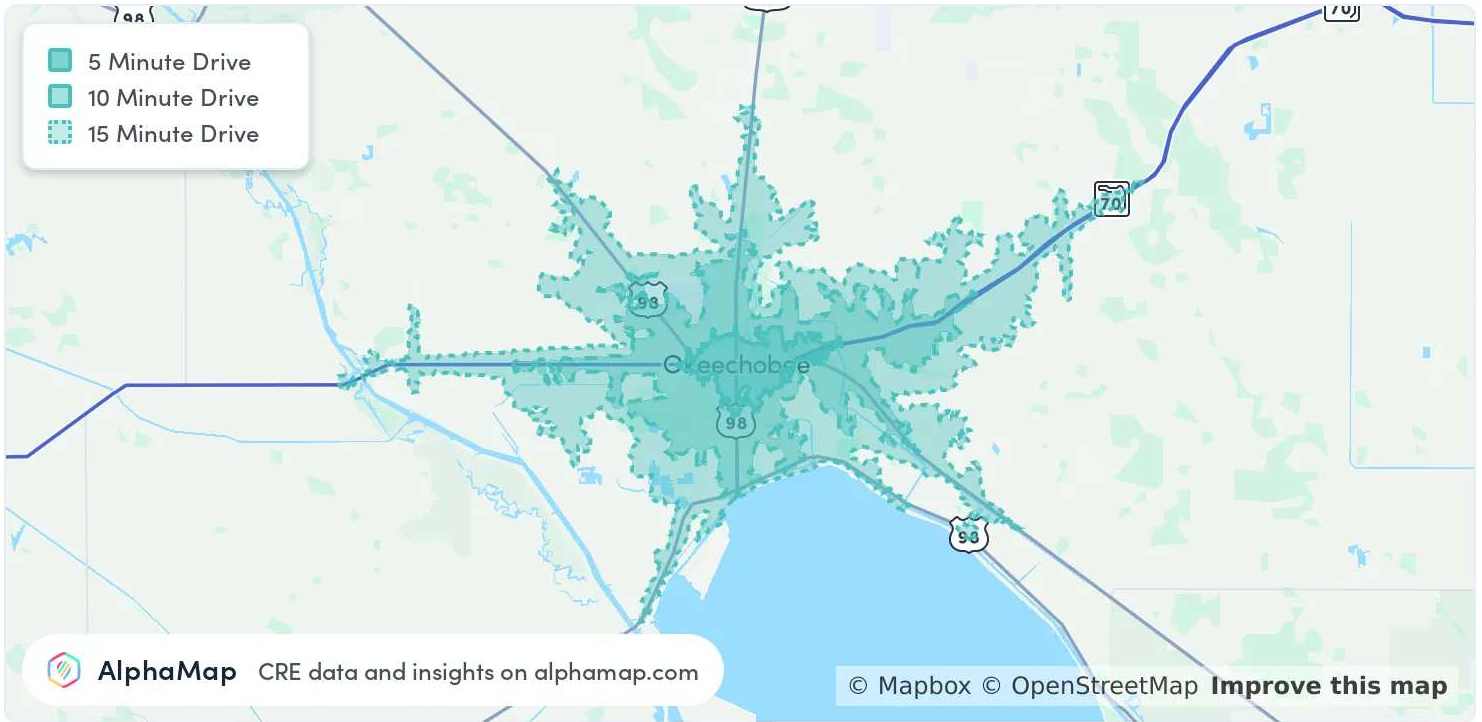 98
70
5 Minute Drive
10 Minute Drive
15 Minute Drive
70
98
Okeechobee
98
98
AlphaMap CRE data and insights on alphamap.com
© Mapbox © OpenStreetMap Improve this map